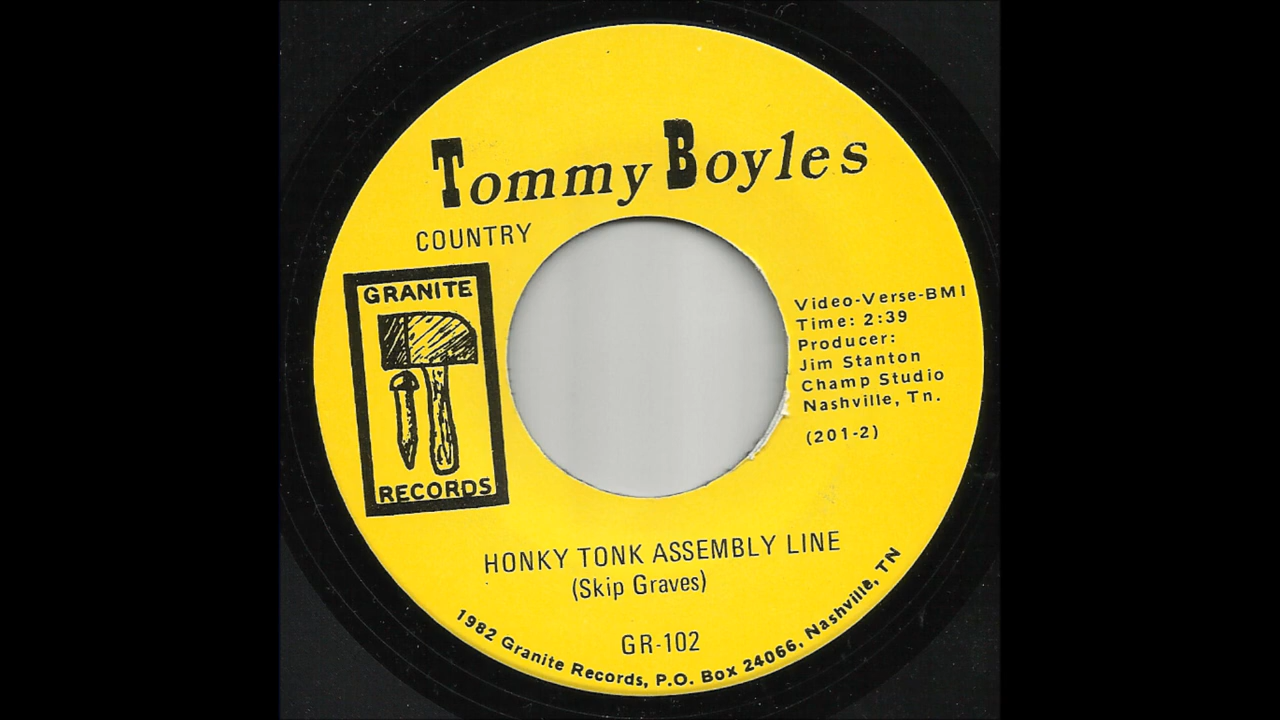 Tommy Boyles
COUNTRY
GRANITE
RECORDS
Video-Verse-BMI
Time: 2:39
Producer:
Jim Stanton
Champ Studio
Nashville, Tn.
(201-2)
HONKY TONK ASSEMBLY LINE
(Skip Graves)
GR-102
1982 Granite Records, P.O. Box 24066, Nashville, TN